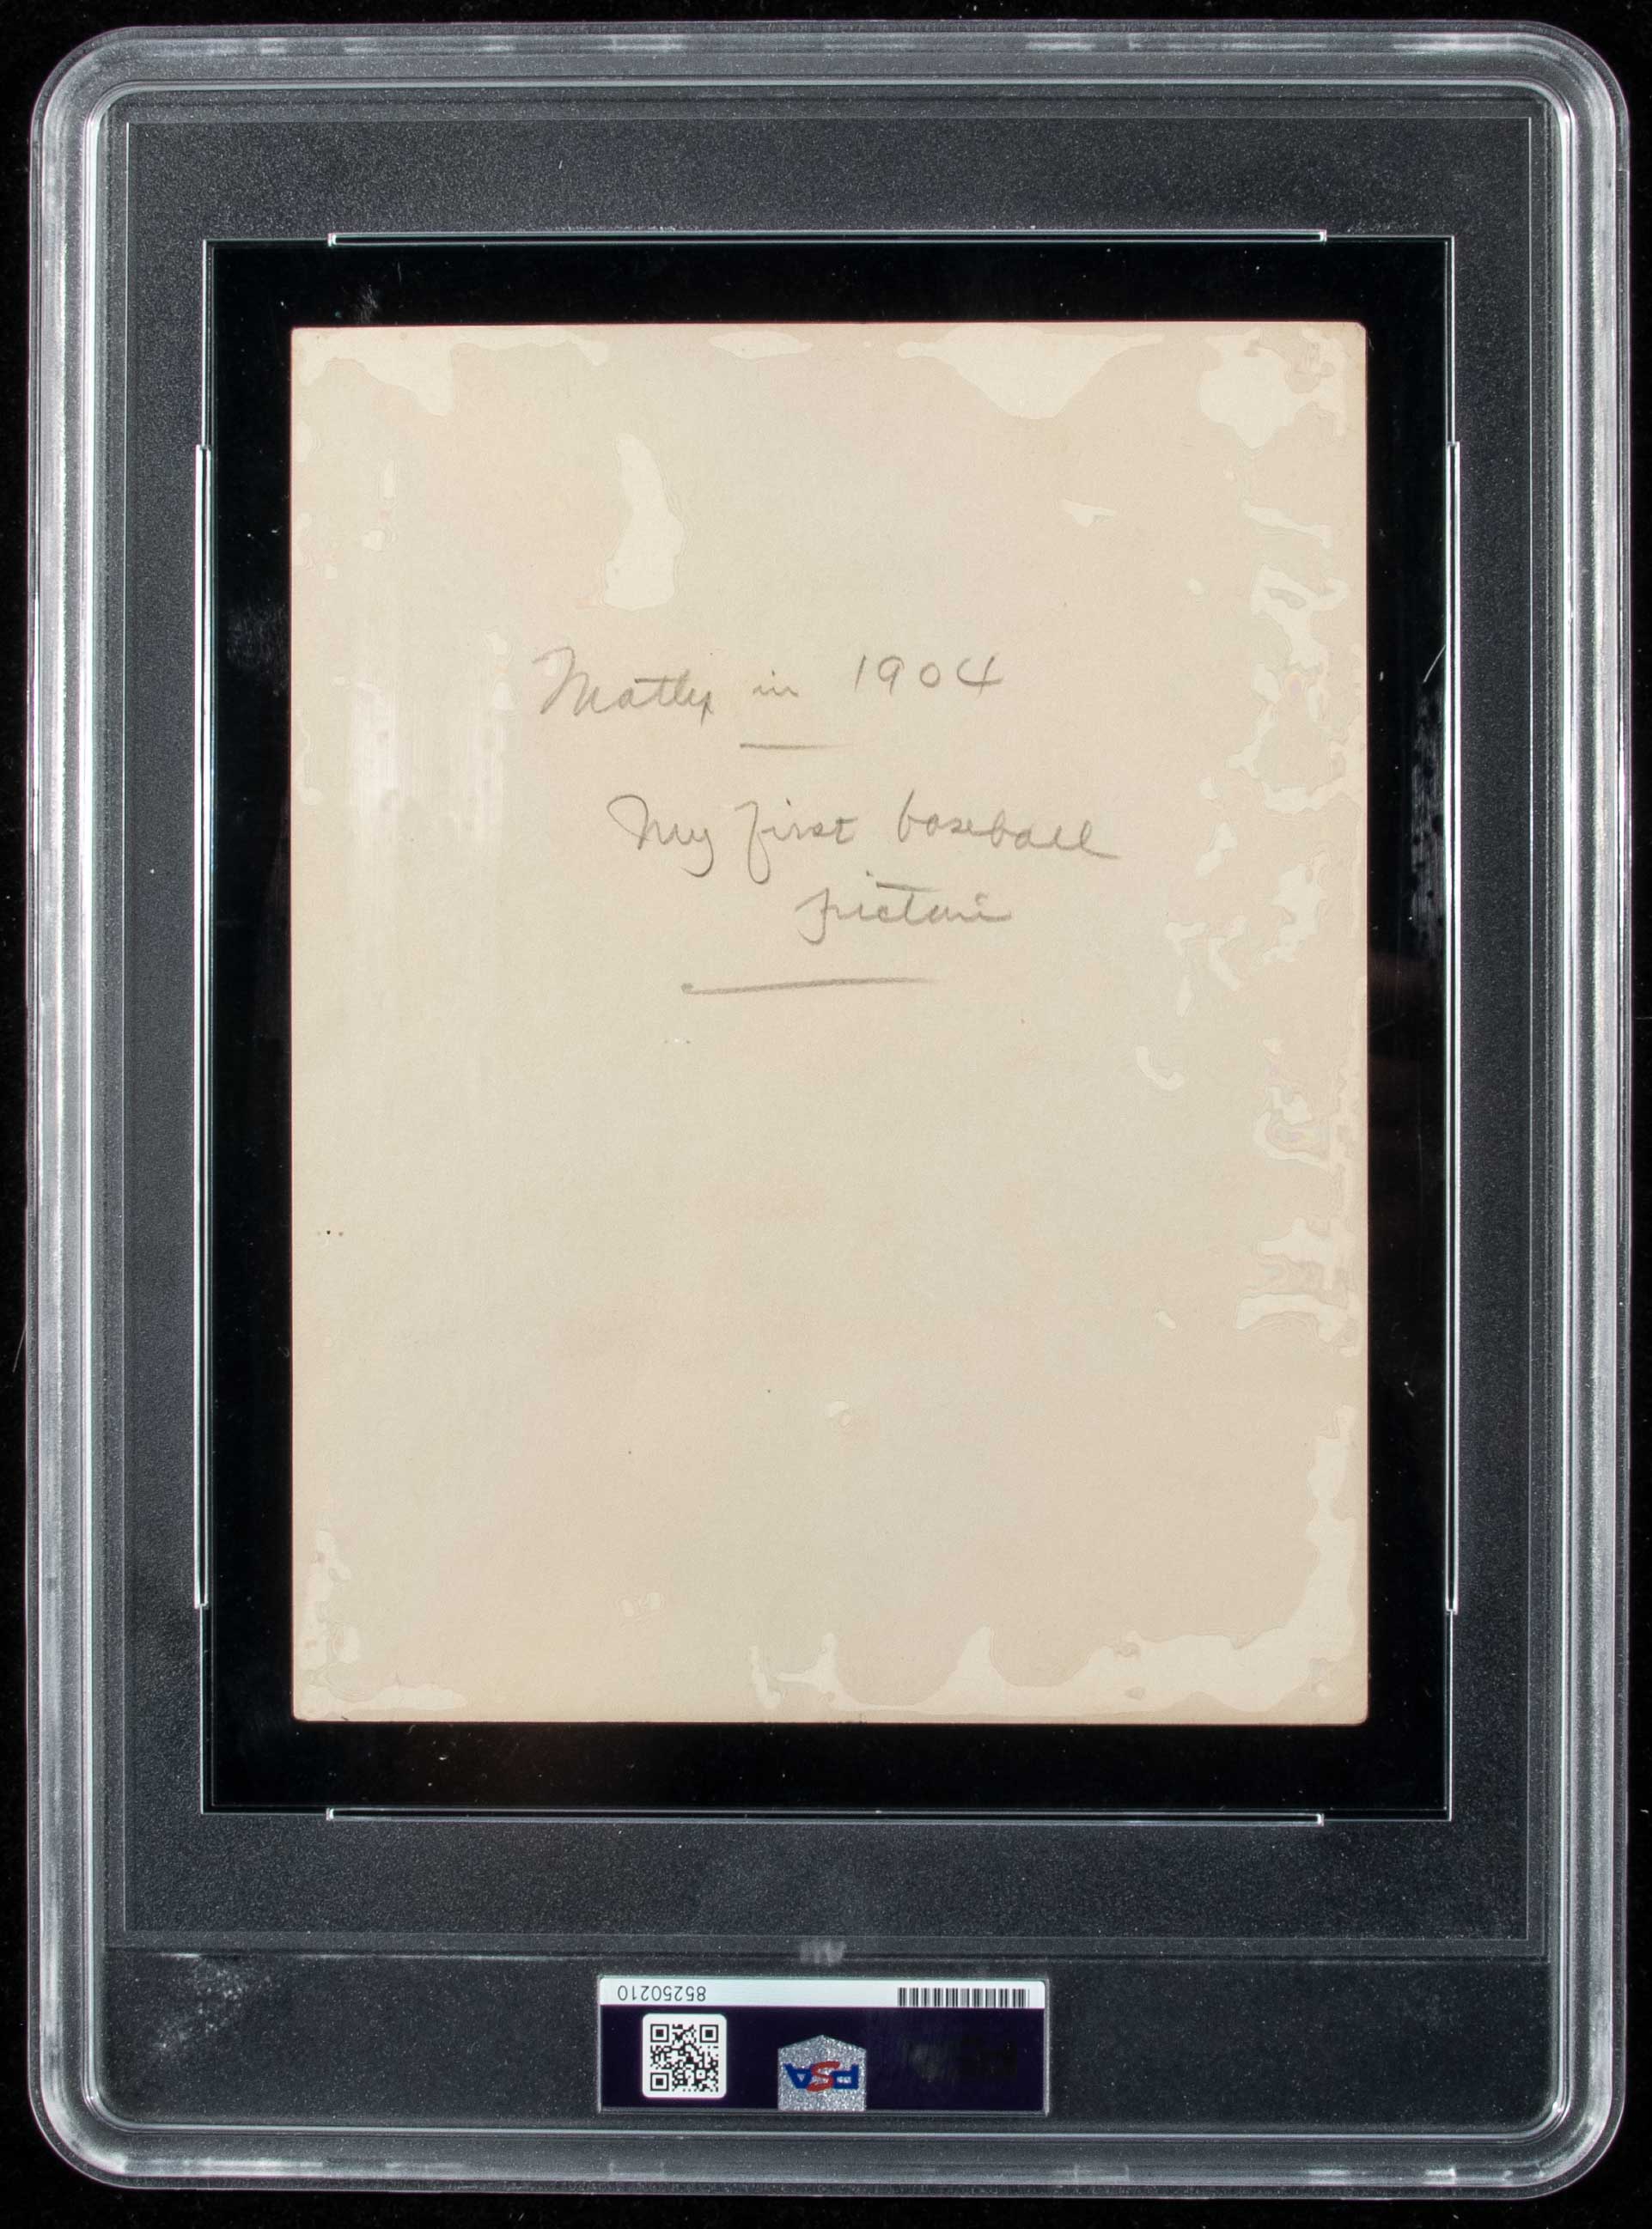 Matty in 1904
My first baseball
picture
85250210
PSA